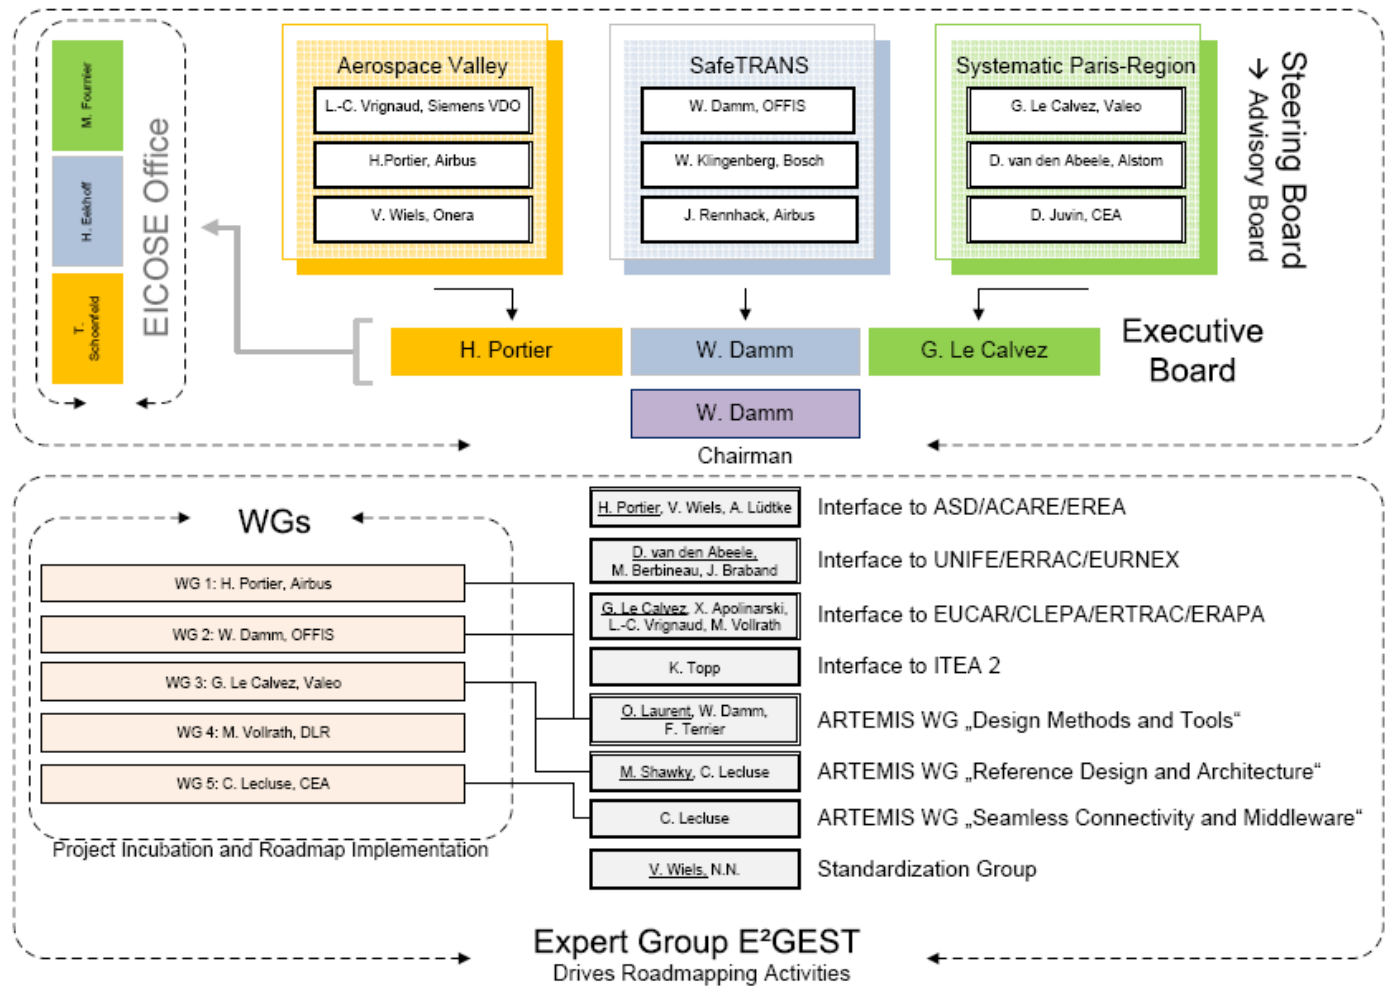 M. Fournier
H. Eekhoff
T.
Schoenfeld
EICOSE Office
Aerospace Valley
L.-C. Vrignaud, Siemens VDO
H.Portier, Airbus
V. Wiels, Onera
SafeTRANS
W. Damm, OFFIS
W. Klingenberg, Bosch
J. Rennhack, Airbus
Systematic Paris-Region
G. Le Calvez, Valeo
D. van den Abeele, Alstom
D. Juvin, CEA
Steering Board
→ Advisory Board
H. Portier
W. Damm
G. Le Calvez
Executive
Board
W. Damm
Chairman
WGs
WG 1: H. Portier, Airbus
WG 2: W. Damm, OFFIS
WG 3: G. Le Calvez, Valeo
WG 4: M. Vollrath, DLR
WG 5: C. Lecluse, CEA
Project Incubation and Roadmap Implementation
H. Portier, V. Wiels, A. Lüdtke
Interface to ASD/ACARE/EREA
D. van den Abeele,
M. Berbineau, J. Braband
Interface to UNIFE/ERRAC/EURNEX
G. Le Calvez, X. Apolinarski,
L.-C. Vrignaud, M. Vollrath
Interface to EUCAR/CLEPA/ERTRAC/ERAPA
K. Topp
Interface to ITEA 2
O. Laurent, W. Damm,
F. Terrier
ARTEMIS WG „Design Methods and Tools“
M. Shawky, C. Lecluse
ARTEMIS WG „Reference Design and Architecture“
C. Lecluse
ARTEMIS WG „Seamless Connectivity and Middleware“
V. Wiels, N.N.
Standardization Group
Expert Group E²GEST
Drives Roadmapping Activities